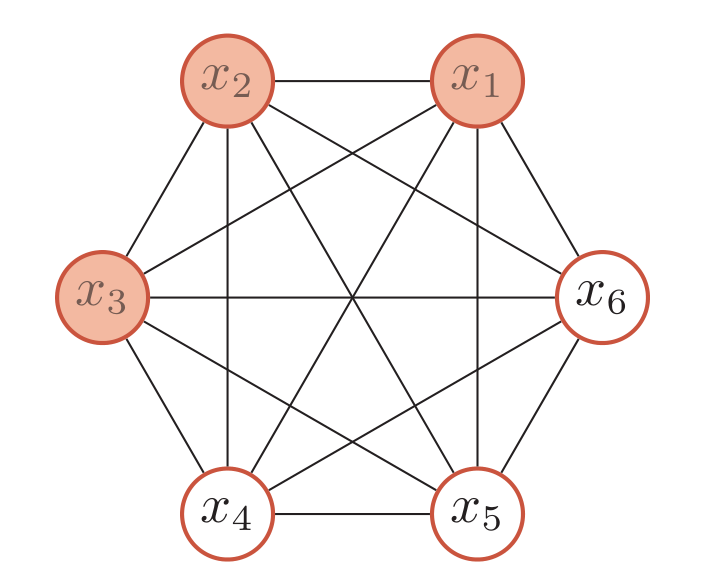 x₂ x₁
x₃ x₆
x₄ x₅